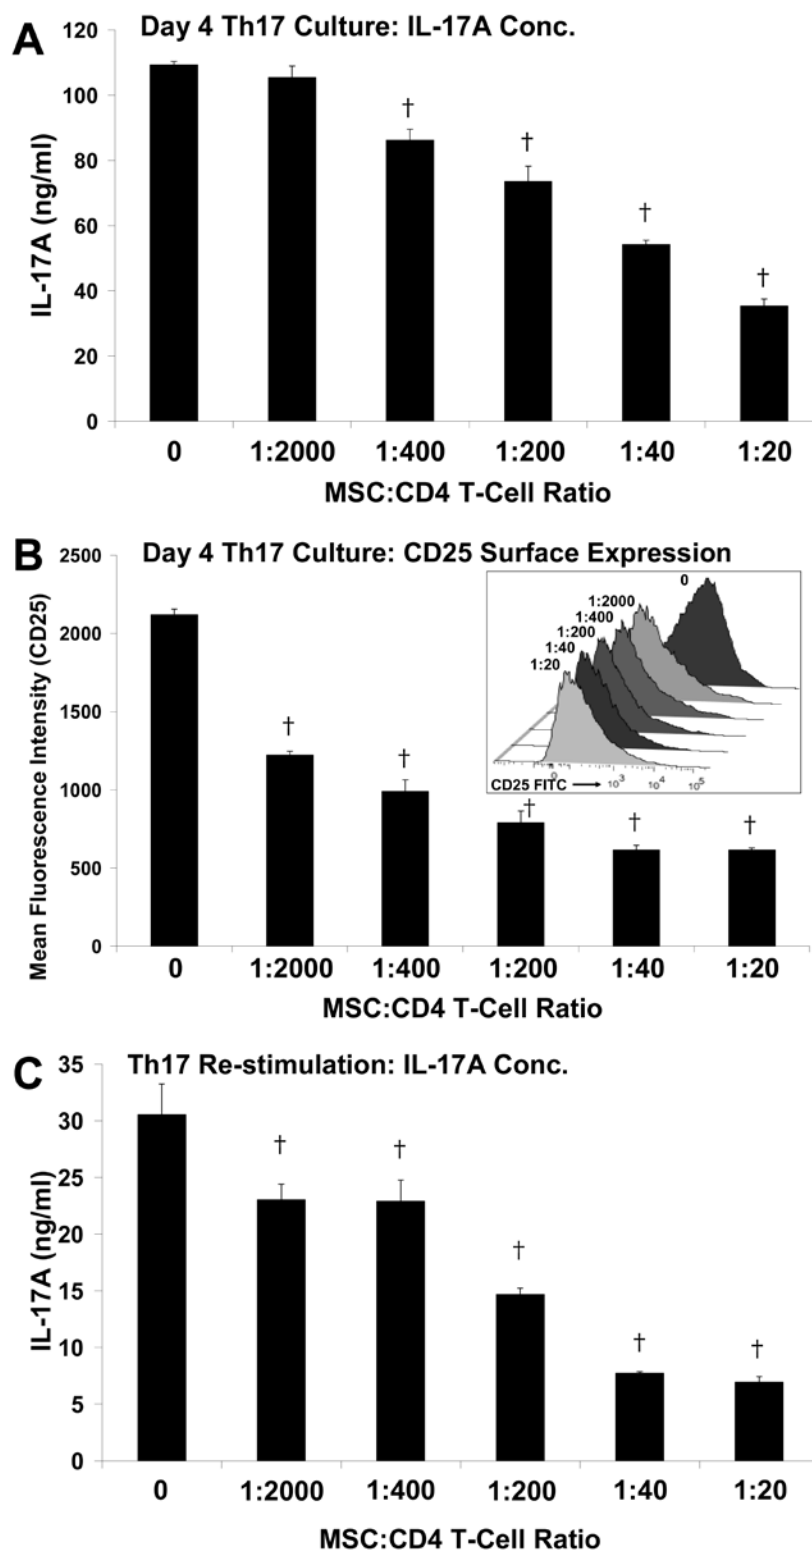 A
Day 4 Th17 Culture: IL-17A Conc.
IL-17A (ng/ml)
120
100
80
60
40
20
0
†
†
†
†
0 1:2000 1:400 1:200 1:40 1:20
MSC:CD4 T-Cell Ratio
B
Day 4 Th17 Culture: CD25 Surface Expression
Mean Fluorescence Intensity (CD25)
2500
2000
1500
1000
500
0
†
†
†
†
†
0
1:2000
1:400
1:200
1:40
1:20
0 10³ 10⁴ 10⁵
CD25 FITC
0 1:2000 1:400 1:200 1:40 1:20
MSC:CD4 T-Cell Ratio
C
Th17 Re-stimulation: IL-17A Conc.
IL-17A (ng/ml)
35
30
25
20
15
10
5
0
†
†
†
†
†
0 1:2000 1:400 1:200 1:40 1:20
MSC:CD4 T-Cell Ratio